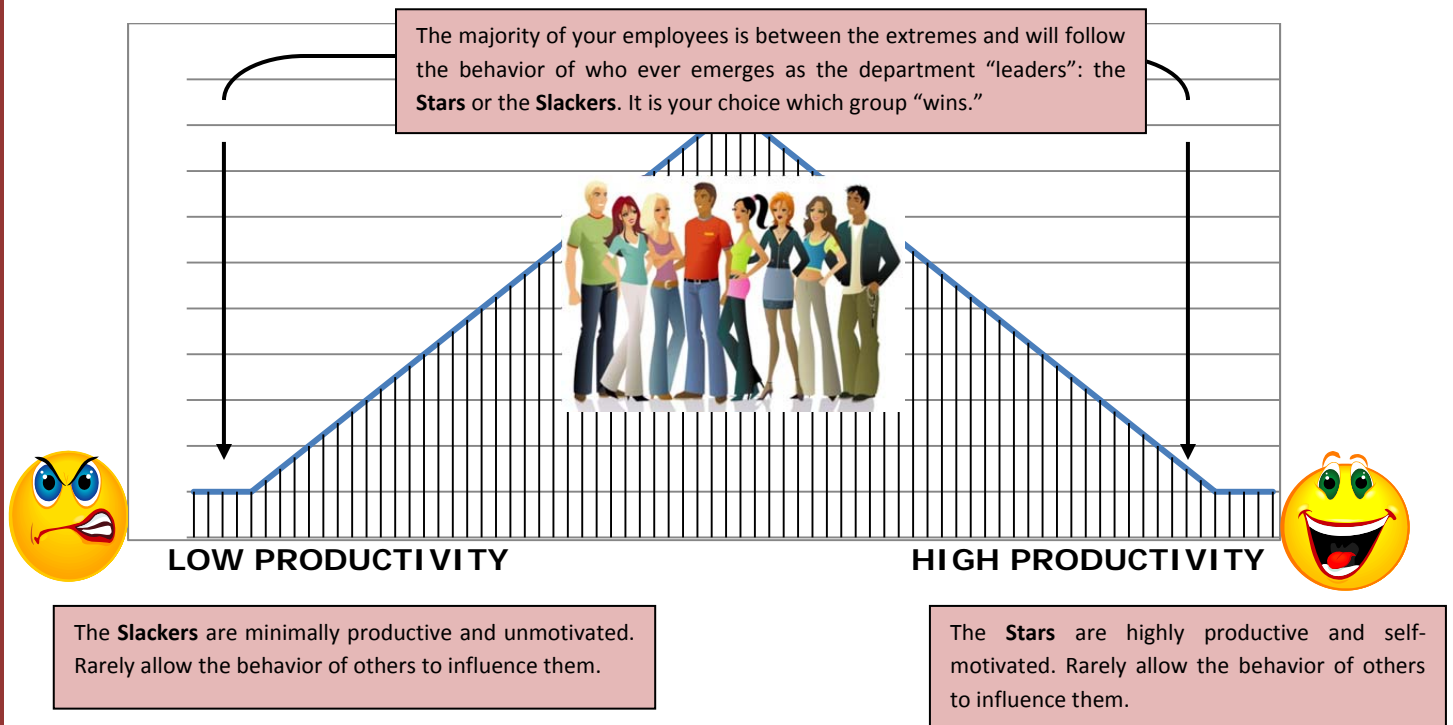 The majority of your employees is between the extremes and will follow
the behavior of who ever emerges as the department “leaders”: the
Stars or the Slackers. It is your choice which group “wins.”
LOW PRODUCTIVITY
HIGH PRODUCTIVITY
The Slackers are minimally productive and unmotivated.
Rarely allow the behavior of others to influence them.
The Stars are highly productive and self-
motivated. Rarely allow the behavior of others
to influence them.